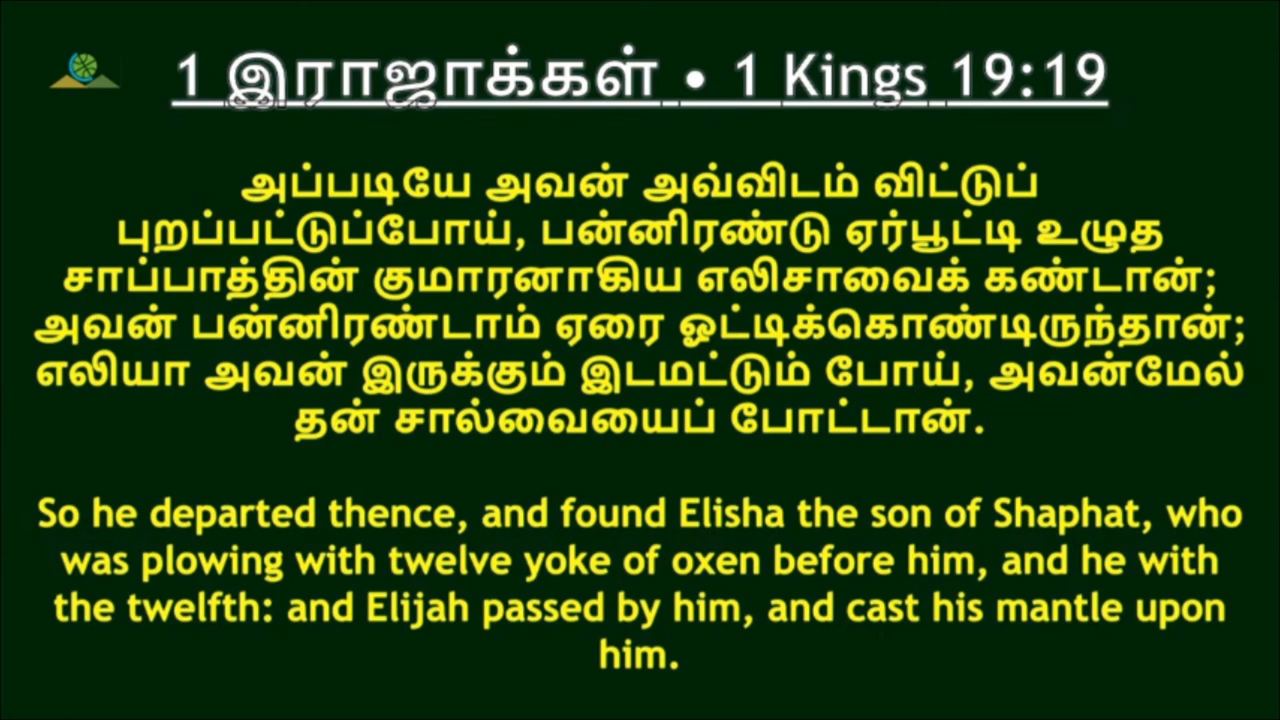 1 இராஜாக்கள் • 1 Kings 19:19
அப்படியே அவன் அவ்விடம் விட்டுப்
புறப்பட்டுப்போய், பன்னிரண்டு ஏர்பூட்டி உழுத
சாப்பாத்தின் குமாரனாகிய எலிசாவைக் கண்டான்;
அவன் பன்னிரண்டாம் ஏரை ஓட்டிக்கொண்டிருந்தான்;
எலியா அவன் இருக்கும் இடமட்டும் போய், அவன்மேல்
தன் சால்வையைப் போட்டான்.
So he departed thence, and found Elisha the son of Shaphat, who
was plowing with twelve yoke of oxen before him, and he with
the twelfth: and Elijah passed by him, and cast his mantle upon
him.